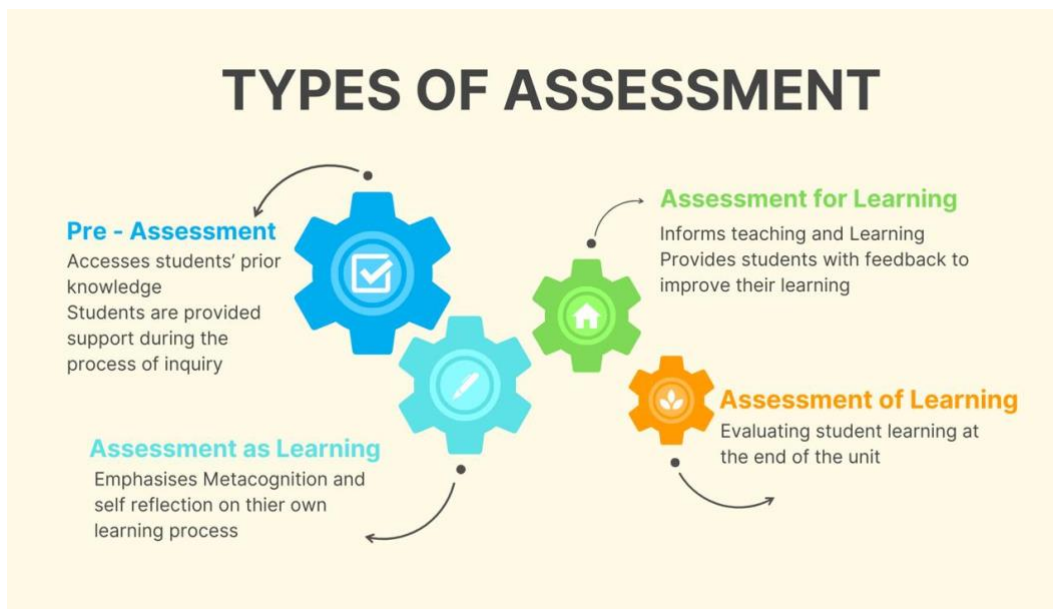 TYPES OF ASSESSMENT
Pre - Assessment
Accesses students' prior
knowledge
Students are provided
support during the
process of inquiry
Assessment as Learning
Emphasises Metacognition and
self reflection on thier own
learning process
Assessment for Learning
Informs teaching and Learning
Provides students with feedback to
improve their learning
Assessment of Learning
Evaluating student learning at
the end of the unit